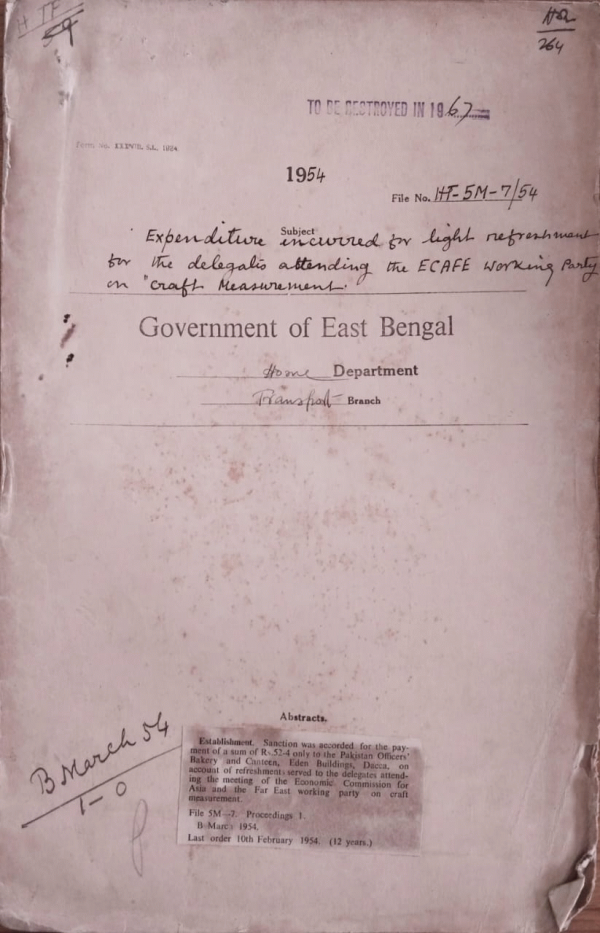 H TF
54
HR
264
TO BE DESTROYED IN 1967
1954
File No. HT-5M-7/54
Subject
Expenditure incurred for light refreshment
for the delegates attending the ECAFE Working Party
on "Craft Measurement.
Government of East Bengal
Home Department
Transport Branch
Abstracts.
Establishment. Sanction was accorded for the pay-
ment of a sum of Rs. 52-4 only to the Pakistan Officers'
Bakery and Canteen, Eden Buildings, Dacca, on
account of refreshments served to the delegates attend-
ing the meeting of the Economic Commission for
Asia and the Far East working party on craft
measurement.
File 5M—7. Proceedings 1.
B March 1954.
Last order 10th February 1954. (12 years.)
B March 54
1–0